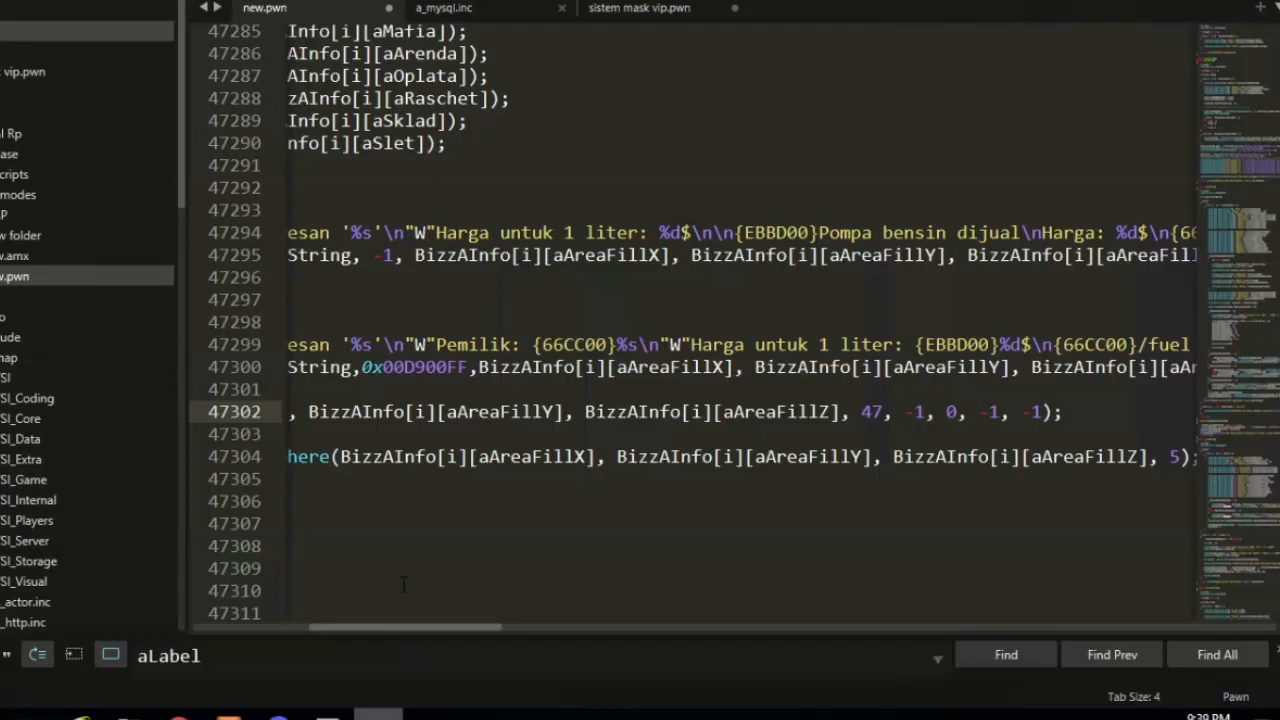 new.pwn
a_mysql.inc
sistem mask vip.pwn
vip.pwn
al Rp
ase
cripts
modes
P
w folder
w.amx
w.pwn
o
ude
map
SI
SI_Coding
SI_Core
SI_Data
SI_Extra
SI_Game
SI_Internal
SI_Players
SI_Server
SI_Storage
SI_Visual
_actor.inc
_http.inc
47285 Info[i][aMafia]);
47286 AInfo[i][aArenda]);
47287 AInfo[i][aOplata]);
47288 zAInfo[i][aRaschet]);
47289 Info[i][aSklad]);
47290 nfo[i][aSlet]);
47291
47292
47293
47294 esan '%s'\n"W"Harga untuk 1 liter: %d$\n\n{EBBD00}Pompa bensin dijual\nHarga: %d$\n{66
47295 String, -1, BizzAInfo[i][aAreaFillX], BizzAInfo[i][aAreaFillY], BizzAInfo[i][aAreaFill
47296
47297
47298
47299 esan '%s'\n"W"Pemilik: {66CC00}%s\n"W"Harga untuk 1 liter: {EBBD00}%d$\n{66CC00}/fuel
47300 String,0x00D900FF,BizzAInfo[i][aAreaFillX], BizzAInfo[i][aAreaFillY], BizzAInfo[i][aAr
47301
47302 , BizzAInfo[i][aAreaFillY], BizzAInfo[i][aAreaFillZ], 47, -1, 0, -1, -1);
47303
47304 here(BizzAInfo[i][aAreaFillX], BizzAInfo[i][aAreaFillY], BizzAInfo[i][aAreaFillZ], 5);
47305
47306
47307
47308
47309
47310
47311
aLabel
Find
Find Prev
Find All
Tab Size: 4
Pawn
9:39 PM